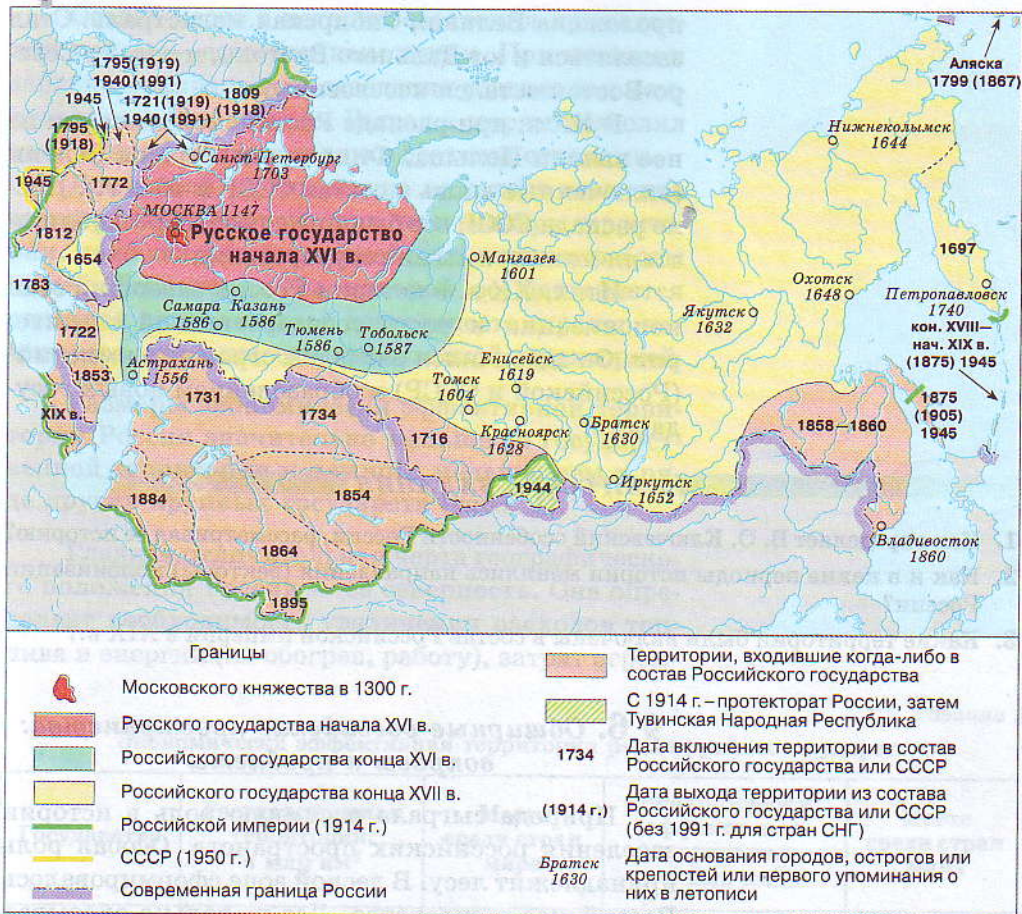 1795(1919)
1940(1991)
1945
1721(1919)
1940(1991)
1809
(1918)
1795
(1918)
Санкт-Петербург
1703
1945
1772
МОСКВА 1147
Русское государство
начала XVI в.
1812
1654
1783
1722
1853
XIX в.
Самара
1586
Казань
1586
Тюмень
1586
Тобольск
1587
Астрахань
1556
1731
1734
1716
1884
1854
1864
1895
1944
Мангазея
1601
Енисейск
1619
Томск
1604
Красноярск
1628
Братск
1630
Иркутск
1652
Якутск
1632
Охотск
1648
Нижнеколымск
1644
Аляска
1799 (1867)
1697
Петропавловск
1740
кон. XVIII—
нач. XIX в.
(1875) 1945
1875
(1905)
1945
1858—1860
Владивосток
1860
Границы
Московского княжества в 1300 г.
Русского государства начала XVI в.
Российского государства конца XVI в.
Российского государства конца XVII в.
Российской империи (1914 г.)
СССР (1950 г.)
Современная граница России
Территории, входившие когда-либо в
состав Российского государства
С 1914 г. – протекторат России, затем
Тувинская Народная Республика
1734
Дата включения территории в состав
Российского государства или СССР
(1914 г.)
Дата выхода территории из состава
Российского государства или СССР
(без 1991 г. для стран СНГ)
Братск
1630
Дата основания городов, острогов или
крепостей или первого упоминания о
них в летописи